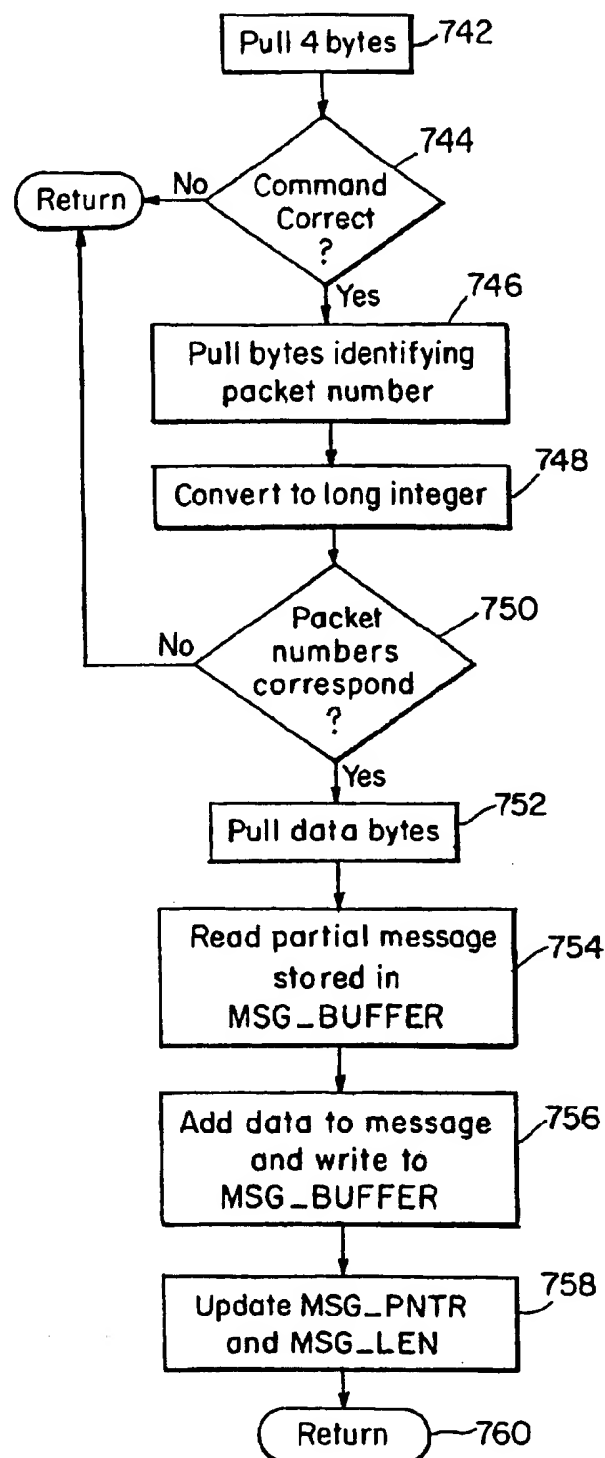 Pull 4 bytes
742
744
Command
Correct
?
No
Return
Yes
746
Pull bytes identifying
packet number
748
Convert to long integer
750
Packet
numbers
correspond
?
No
Yes
752
Pull data bytes
Read partial message
stored in
MSG_BUFFER
754
Add data to message
and write to
MSG_BUFFER
756
758
Update MSG_PNTR
and MSG_LEN
Return
760